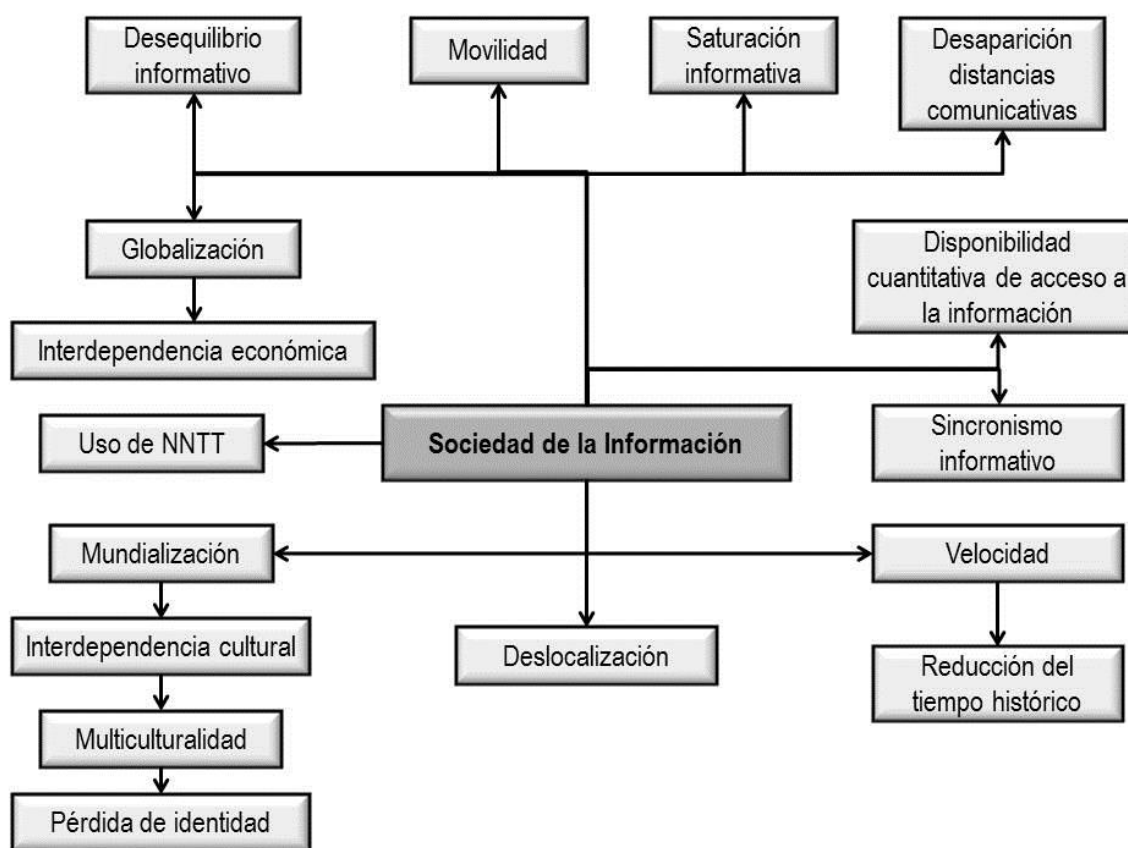 Desequilibrio
informativo
Movilidad
Saturación
informativa
Desaparición
distancias
comunicativas
Globalización
Disponibilidad
cuantitativa de acceso a
la información
Interdependencia económica
Uso de NNTT
Sociedad de la Información
Sincronismo
informativo
Mundialización
Velocidad
Interdependencia cultural
Deslocalización
Reducción del
tiempo histórico
Multiculturalidad
Pérdida de identidad